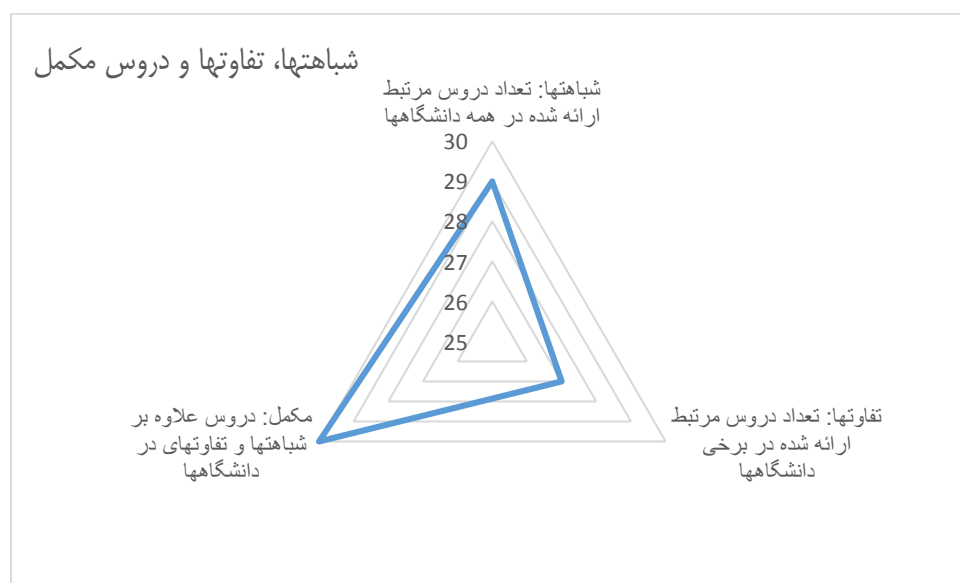 شباهتها، تفاوتها و دروس مکمل
شباهتها: تعداد دروس مرتبط
ارائه شده در همه دانشگاهها
30
29
28
27
26
25
تفاوتها: تعداد دروس مرتبط
ارائه شده در برخی
دانشگاهها
مکمل: دروس علاوه بر
شباهتها و تفاوتهای در
دانشگاهها